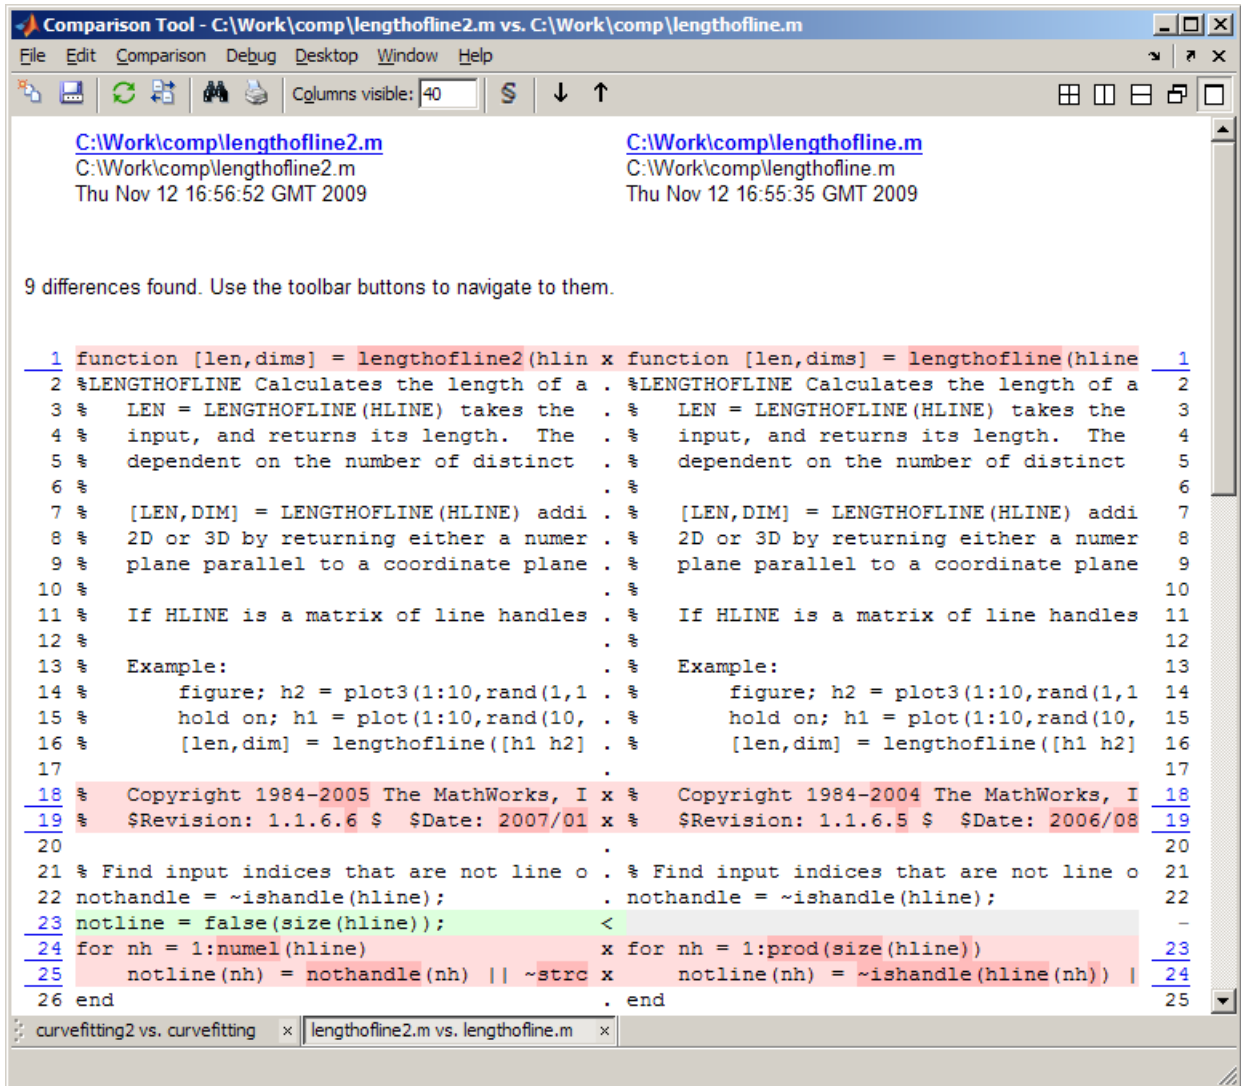 Comparison Tool - C:\Work\comp\lengthofline2.m vs. C:\Work\comp\lengthofline.m
File Edit Comparison Debug Desktop Window Help
Columns visible: 40
C:\Work\comp\lengthofline2.m C:\Work\comp\lengthofline.m
C:\Work\comp\lengthofline2.m C:\Work\comp\lengthofline.m
Thu Nov 12 16:56:52 GMT 2009 Thu Nov 12 16:55:35 GMT 2009
9 differences found. Use the toolbar buttons to navigate to them.
1 function [len,dims] = lengthofline2(hlin x function [len,dims] = lengthofline(hline 1
2 %LENGTHOFLINE Calculates the length of a . %LENGTHOFLINE Calculates the length of a 2
3 % LEN = LENGTHOFLINE(HLINE) takes the . % LEN = LENGTHOFLINE(HLINE) takes the 3
4 % input, and returns its length. The . % input, and returns its length. The 4
5 % dependent on the number of distinct . % dependent on the number of distinct 5
6 % . % 6
7 % [LEN,DIM] = LENGTHOFLINE(HLINE) addi . % [LEN,DIM] = LENGTHOFLINE(HLINE) addi 7
8 % 2D or 3D by returning either a numer . % 2D or 3D by returning either a numer 8
9 % plane parallel to a coordinate plane . % plane parallel to a coordinate plane 9
10 % . % 10
11 % If HLINE is a matrix of line handles . % If HLINE is a matrix of line handles 11
12 % . % 12
13 % Example: . % Example: 13
14 % figure; h2 = plot3(1:10,rand(1,1 . % figure; h2 = plot3(1:10,rand(1,1 14
15 % hold on; h1 = plot(1:10,rand(10, . % hold on; h1 = plot(1:10,rand(10, 15
16 % [len,dim] = lengthofline([h1 h2] . % [len,dim] = lengthofline([h1 h2] 16
17 . 17
18 % Copyright 1984-2005 The MathWorks, I x % Copyright 1984-2004 The MathWorks, I 18
19 % $Revision: 1.1.6.6 $ $Date: 2007/01 x % $Revision: 1.1.6.5 $ $Date: 2006/08 19
20 . 20
21 % Find input indices that are not line o . % Find input indices that are not line o 21
22 nothandle = ~ishandle(hline); . nothandle = ~ishandle(hline); 22
23 notline = false(size(hline)); < -
24 for nh = 1:numel(hline) x for nh = 1:prod(size(hline)) 23
25 notline(nh) = nothandle(nh) || ~strc x notline(nh) = ~ishandle(hline(nh)) | 24
26 end . end 25
curvefitting2 vs. curvefitting × lengthofline2.m vs. lengthofline.m ×